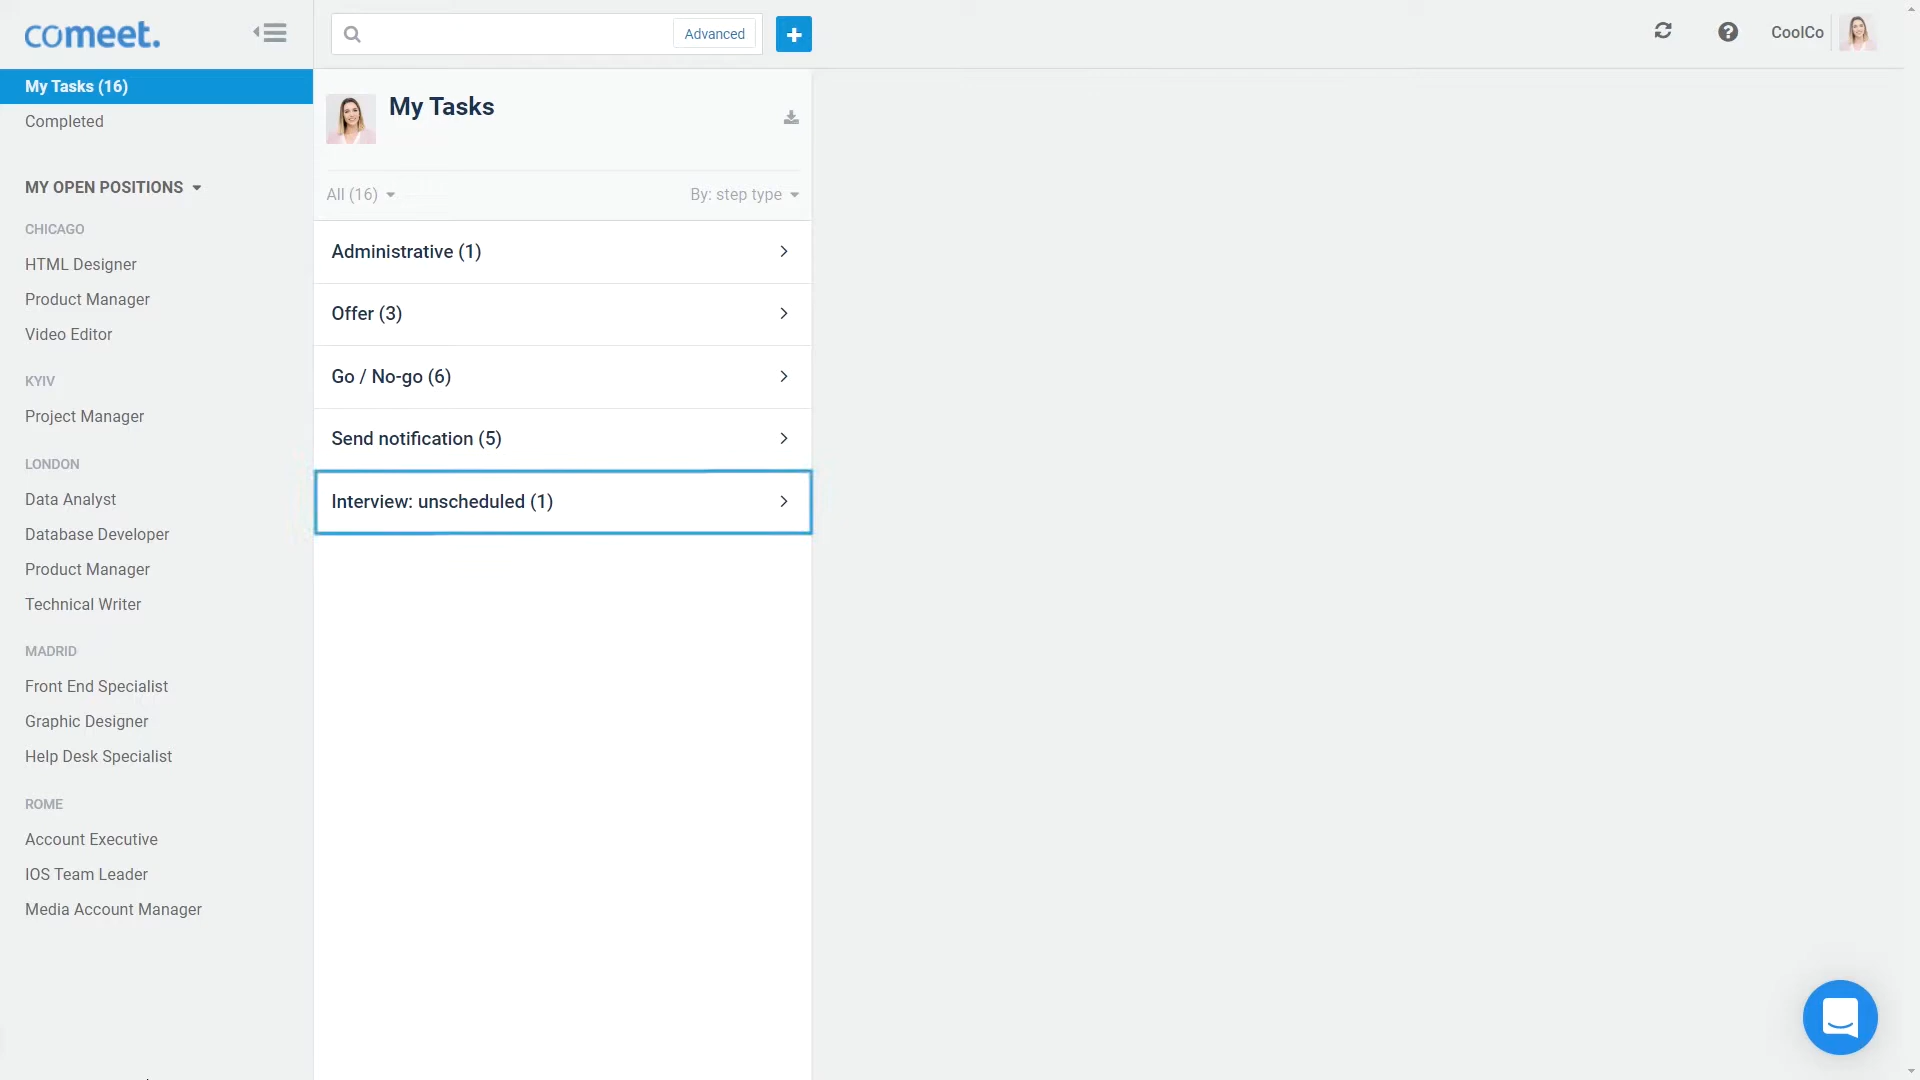 comeet.
Advanced
CoolCo
My Tasks (16)
Completed
MY OPEN POSITIONS
CHICAGO
HTML Designer
Product Manager
Video Editor
KYIV
Project Manager
LONDON
Data Analyst
Database Developer
Product Manager
Technical Writer
MADRID
Front End Specialist
Graphic Designer
Help Desk Specialist
ROME
Account Executive
IOS Team Leader
Media Account Manager
My Tasks
All (16)
By: step type
Administrative (1)
Offer (3)
Go / No-go (6)
Send notification (5)
Interview: unscheduled (1)